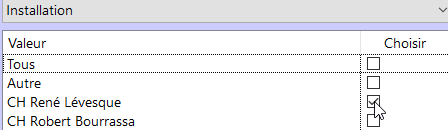 Installation
Valeur Choisir
Tous
Autre
CH René Lévesque
CH Robert Bourrassa